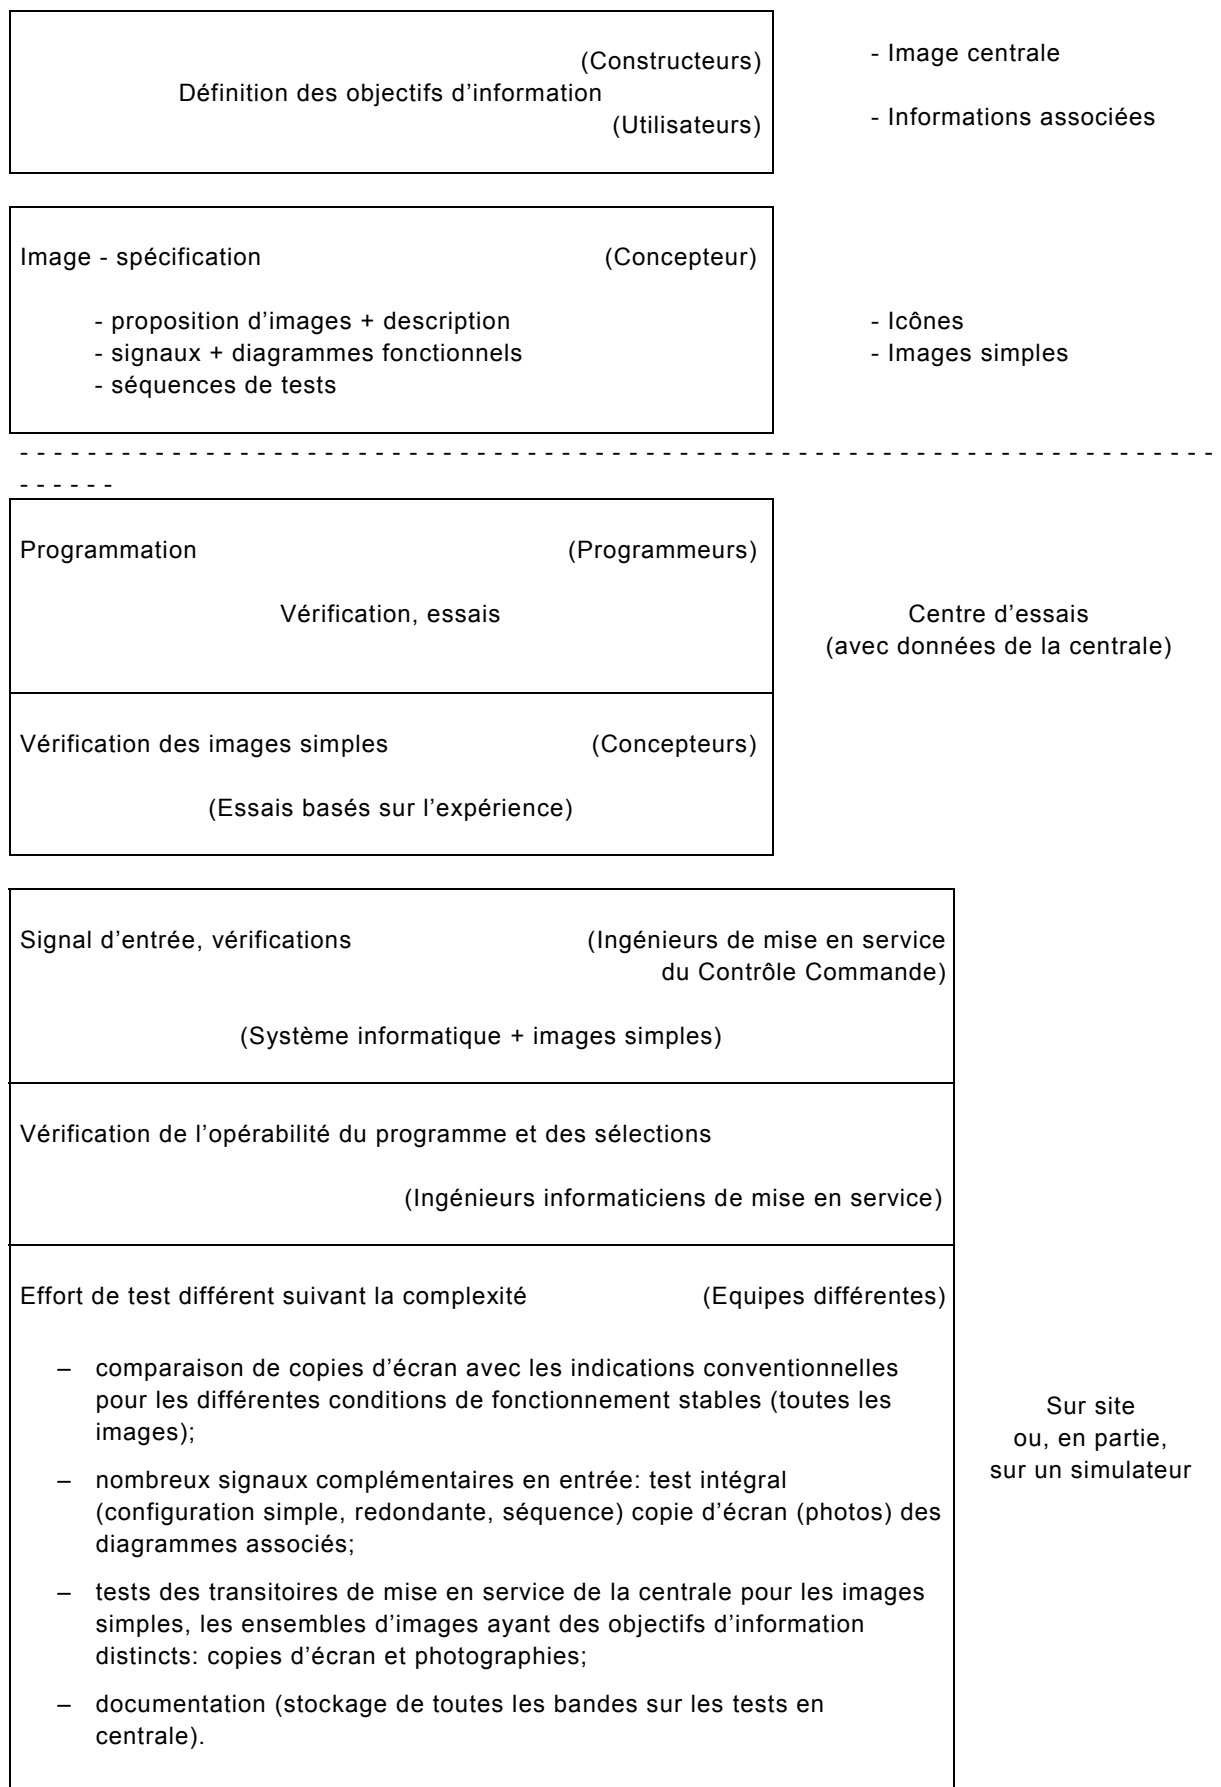 (Constructeurs)
- Image centrale
Définition des objectifs d'information
(Utilisateurs)
- Informations associées
Image - spécification (Concepteur)
- proposition d'images + description
- Icônes
- signaux + diagrammes fonctionnels
- Images simples
- séquences de tests
- - - - - - - - - - - - - - - - - - - - - - - - - - - - - - - - - - - - - - - - - - - - - - - - - - - - - - - - - - - - - - - - - - - - - - -
- - - - - -
Programmation (Programmeurs)
Vérification, essais
Centre d'essais
(avec données de la centrale)
Vérification des images simples (Concepteurs)
(Essais basés sur l'expérience)
Signal d'entrée, vérifications (Ingénieurs de mise en service
du Contrôle Commande)
(Système informatique + images simples)
Vérification de l'opérabilité du programme et des sélections
(Ingénieurs informaticiens de mise en service)
Effort de test différent suivant la complexité (Equipes différentes)
– comparaison de copies d'écran avec les indications conventionnelles
pour les différentes conditions de fonctionnement stables (toutes les
images);
– nombreux signaux complémentaires en entrée: test intégral
(configuration simple, redondante, séquence) copie d'écran (photos) des
diagrammes associés;
– tests des transitoires de mise en service de la centrale pour les images
simples, les ensembles d'images ayant des objectifs d'information
distincts: copies d'écran et photographies;
– documentation (stockage de toutes les bandes sur les tests en
centrale).
Sur site
ou, en partie,
sur un simulateur